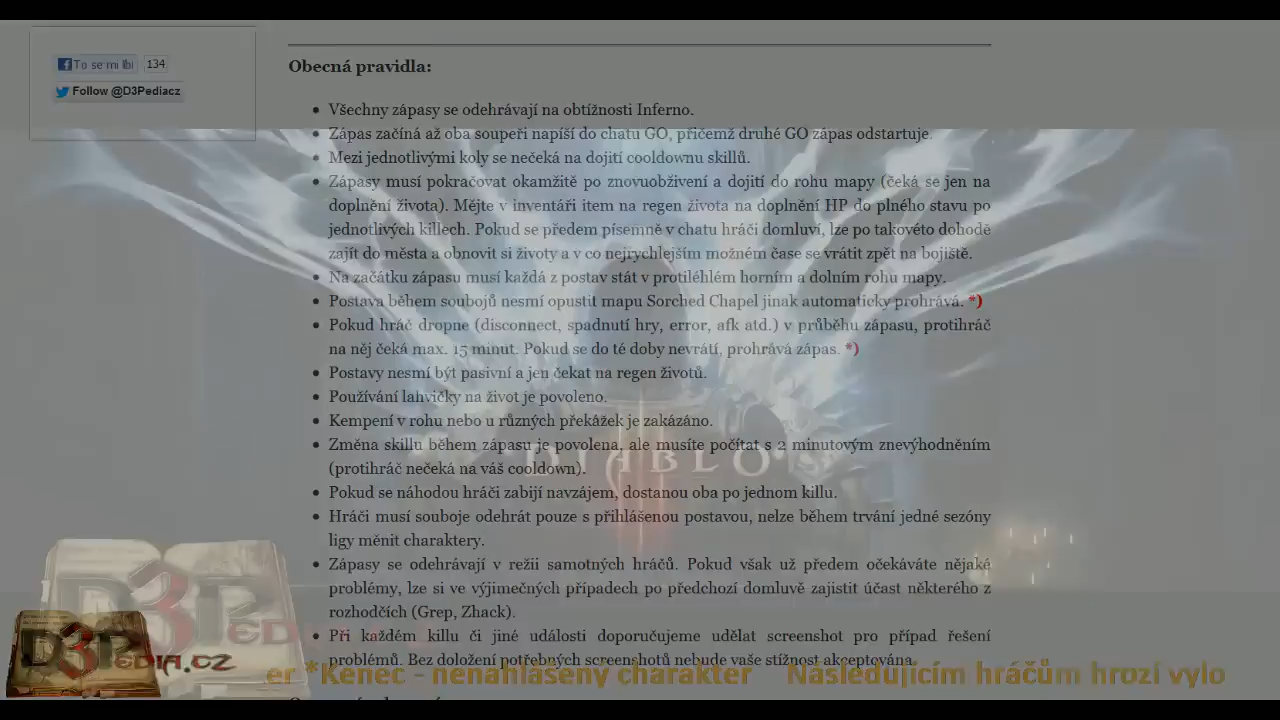 To se mi líbí 134
Follow @D3Pediacz
Obecná pravidla:
Všechny zápasy se odehrávají na obtížnosti Inferno.
Zápas začíná až oba soupeři napíší do chatu GO, přičemž druhé GO zápas odstartuje.
Mezi jednotlivými koly se nečeká na dojití cooldownu skillů.
Zápasy musí pokračovat okamžitě po znovuobživení a dojití do rohu mapy (čeká se jen na
doplnění života). Mějte v inventáři item na regen života na doplnění HP do plného stavu po
jednotlivých killech. Pokud se předem písemně v chatu hráči domluví, lze po takovéto dohodě
zajít do města a obnovit si životy a v co nejrychlejším možném čase se vrátit zpět na bojiště.
Na začátku zápasu musí každá z postav stát v protiléhlém horním a dolním rohu mapy.
Postava během soubojů nesmí opustit mapu Sorched Chapel jinak automaticky prohrává. *)
Pokud hráč dropne (disconnect, spadnutí hry, error, afk atd.) v průběhu zápasu, protihráč
na něj čeká max. 15 minut. Pokud se do té doby nevrátí, prohrává zápas. *)
Postavy nesmí být pasivní a jen čekat na regen životů.
Používání lahvičky na život je povoleno.
Kempení v rohu nebo u různých překážek je zakázáno.
Změna skillu během zápasu je povolena, ale musíte počítat s 2 minutovým znevýhodněním
(protihráč nečeká na váš cooldown).
DIABLO
Pokud se náhodou hráči zabijí navzájem, dostanou oba po jednom killu.
Hráči musí souboje odehrát pouze s přihlášenou postavou, nelze během trvání jedné sezóny
ligy měnit charaktery.
Zápasy se odehrávají v režii samotných hráčů. Pokud však už předem očekáváte nějaké
problémy, lze si ve výjimečných případech po předchozí domluvě zajistit účast některého z
rozhodčích (Grep, Zhack).
Při každém killu či jiné události doporučujeme udělat screenshot pro případ řešení
problémů. Bez doložení potřebných screenshotů nebude vaše stížnost akceptována.
D3Pedia.cz
er *Kenec - nenahlášený charakter Následujícím hráčům hrozí vylo